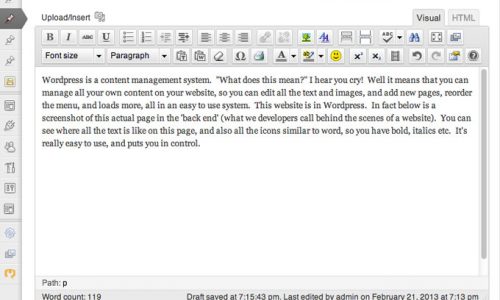 Upload/Insert
Visual HTML
B I ABC U
Font size Paragraph
Wordpress is a content management system.  "What does this mean?" I hear you cry!  Well it means that you can
manage all your own content on your website, so you can edit all the text and images, and add new pages, reorder
the menu, and loads more, all in an easy to use system.  This website is in Wordpress.  In fact below is a
screenshot of this actual page in the 'back end' (what we developers call behind the scenes of a website).  You can
see where all the text is like on this page, and also all the icons similar to word, so you have bold, italics etc.  It's
really easy to use, and puts you in control.
Path: p
Word count: 119 Draft saved at 7:15:43 pm. Last edited by admin on February 21, 2013 at 7:13 pm